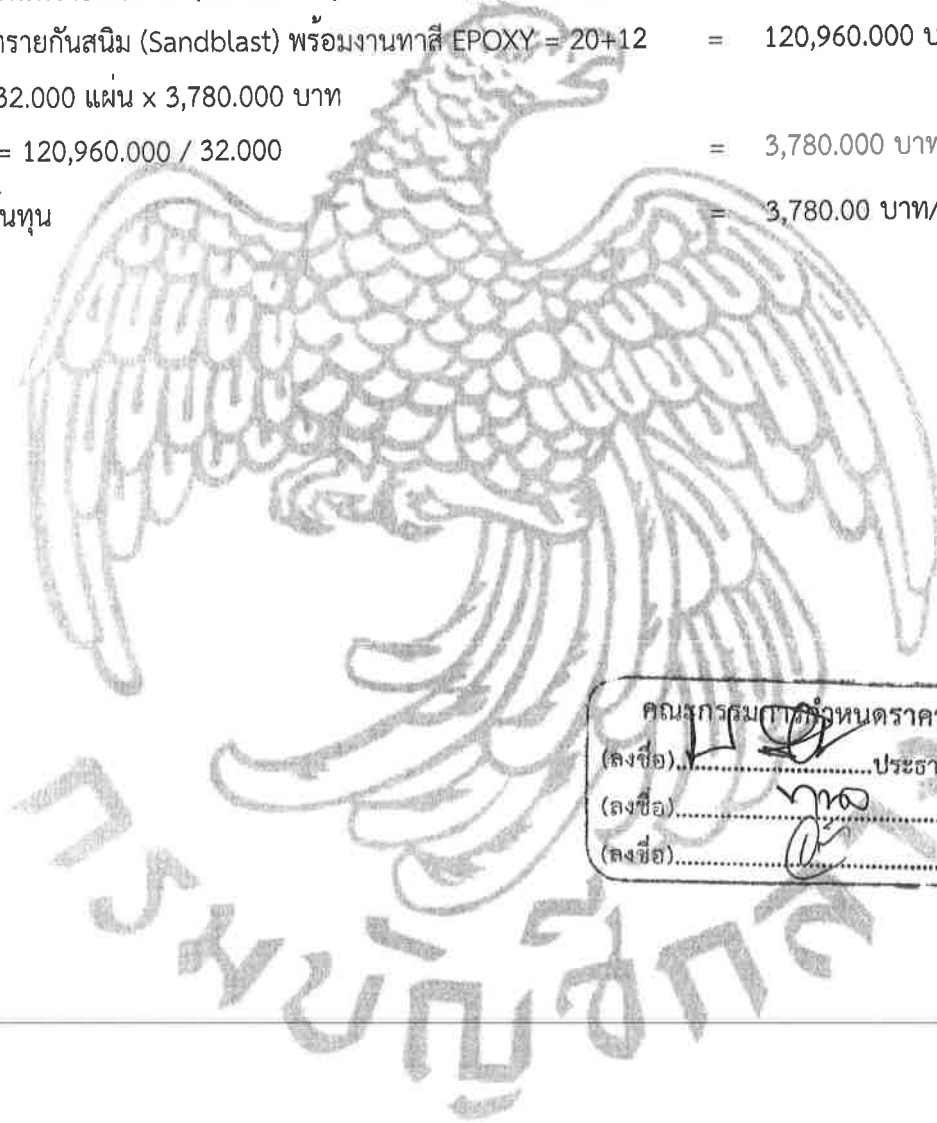 ทรายกันสนิม (Sandblast) พร้อมงานทาสี EPOXY = 20+12 = 120,960.000
32.000 แผ่น x 3,780.000 บาท
= 120,960.000 / 32.000 = 3,780.000 บาท
นทุน = 3,780.00 บาท/
คณะกรรมการกำหนดราคา
(ลงชื่อ)....................ประธา
(ลงชื่อ)....................
(ลงชื่อ)....................
กรมบัญชีกลาง